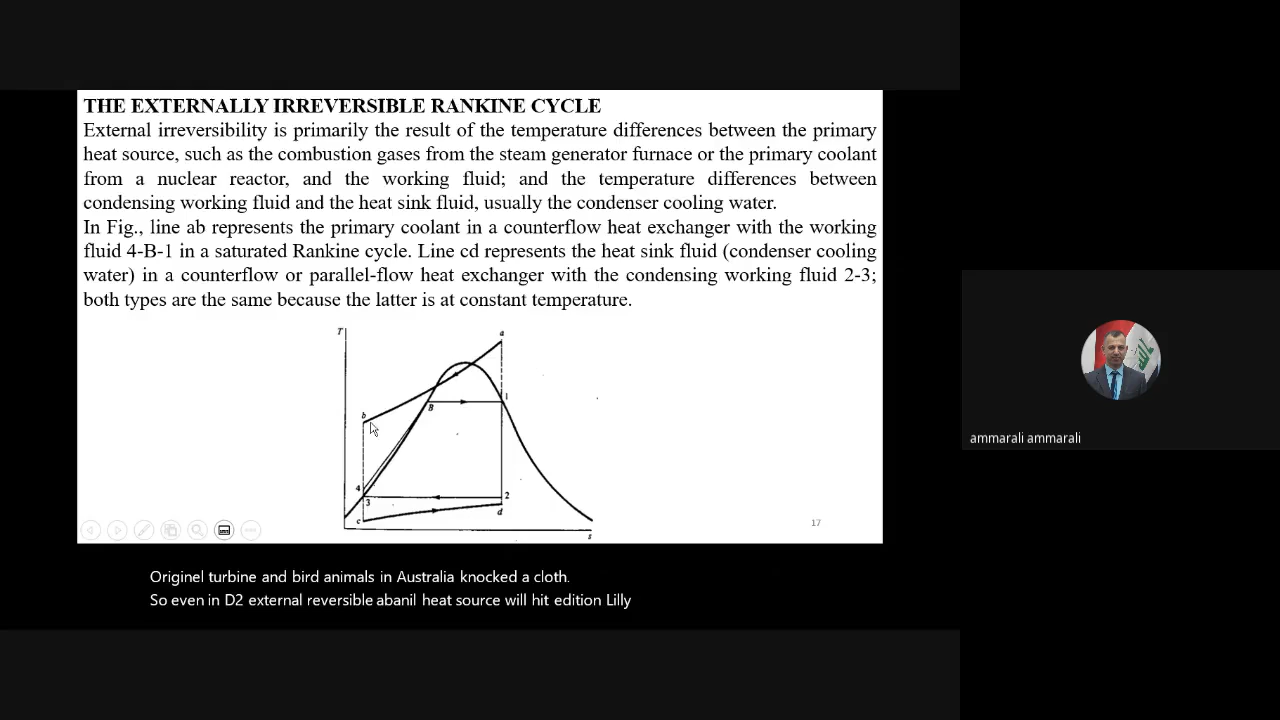 THE EXTERNALLY IRREVERSIBLE RANKINE CYCLE
External irreversibility is primarily the result of the temperature differences between the primary
heat source, such as the combustion gases from the steam generator furnace or the primary coolant
from a nuclear reactor, and the working fluid; and the temperature differences between
condensing working fluid and the heat sink fluid, usually the condenser cooling water.
In Fig., line ab represents the primary coolant in a counterflow heat exchanger with the working
fluid 4-B-1 in a saturated Rankine cycle. Line cd represents the heat sink fluid (condenser cooling
water) in a counterflow or parallel-flow heat exchanger with the condensing working fluid 2-3;
both types are the same because the latter is at constant temperature.
T
a
1
B
b
4
3
2
c
d
s
17
ammarali ammarali
Originel turbine and bird animals in Australia knocked a cloth.
So even in D2 external reversible abanil heat source will hit edition Lilly